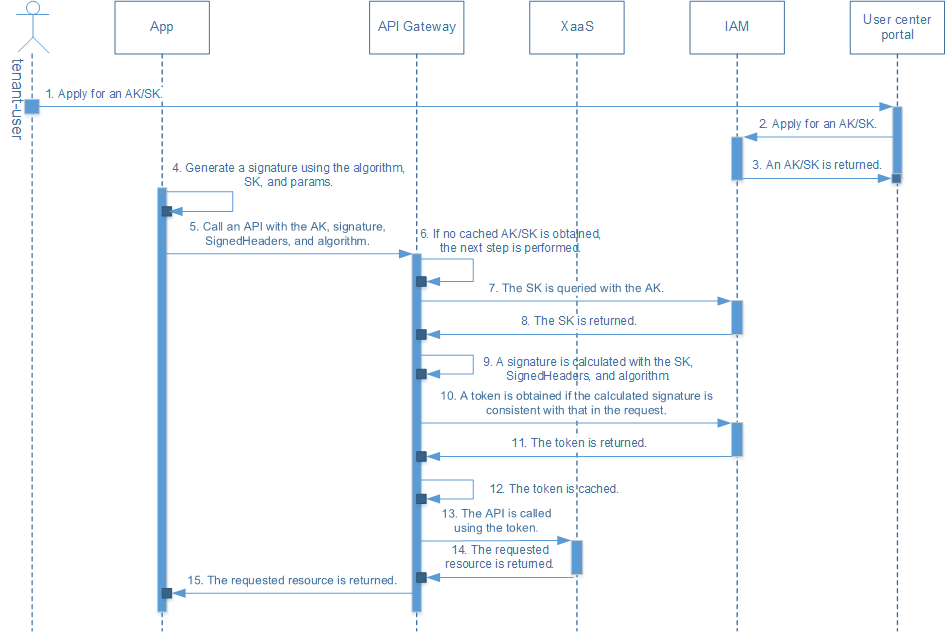 App
API Gateway
XaaS
IAM
User center
portal
tenant-user
1. Apply for an AK/SK.
2. Apply for an AK/SK.
3. An AK/SK is returned.
4. Generate a signature using the algorithm,
SK, and params.
5. Call an API with the AK, signature,
SignedHeaders, and algorithm.
6. If no cached AK/SK is obtained,
the next step is performed.
7. The SK is queried with the AK.
8. The SK is returned.
9. A signature is calculated with the SK,
SignedHeaders, and algorithm.
10. A token is obtained if the calculated signature is
consistent with that in the request.
11. The token is returned.
12. The token is cached.
13. The API is called
using the token.
14. The requested
resource is returned.
15. The requested resource is returned.